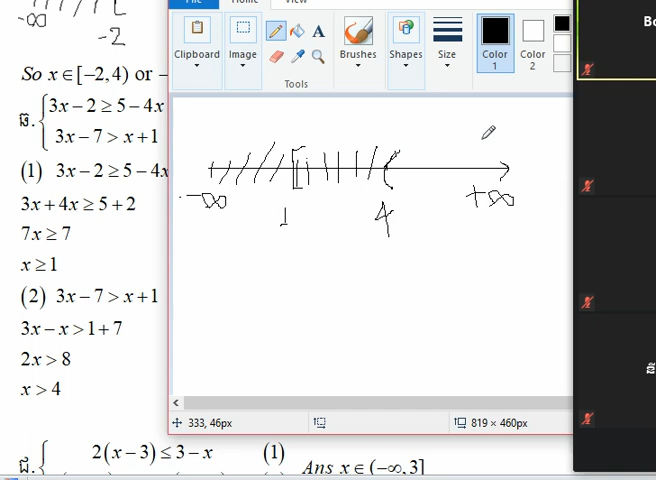 -∞
-2
So x∈[-2,4) or
ធ. {3x-2≥5-4x
3x-7>x+1
(1) 3x-2≥5-4x
3x+4x≥5+2
7x≥7
x≥1
(2) 3x-7>x+1
3x-x>1+7
2x>8
x>4
2(x-3)≤3-x (1)
Ans x∈(-∞,3]
Clipboard
Image
Tools
A
Brushes
Shapes
Size
Color
1
Color
2
-∞
1
4
+∞
333, 46px
819 × 460px
Bo